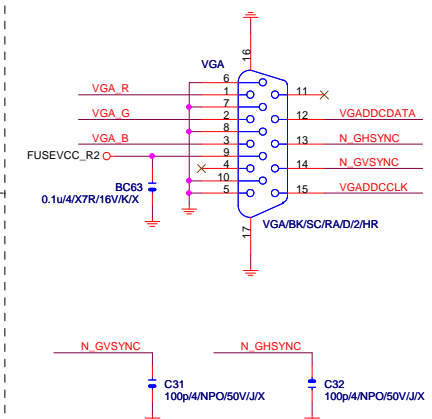 16
VGA
6
VGA_R 1 11
7
VGA_G 2 12 VGADDCDATA
8
VGA_B 3 13 N_GHSYNC
FUSEVCC_R2 9
4 14 N_GVSYNC
10
5 15 VGADDCCLK
BC63
0.1u/4/X7R/16V/K/X
17
VGA/BK/SC/RA/D/2/HR
N_GVSYNC N_GHSYNC
C31 C32
100p/4/NPO/50V/J/X 100p/4/NPO/50V/J/X